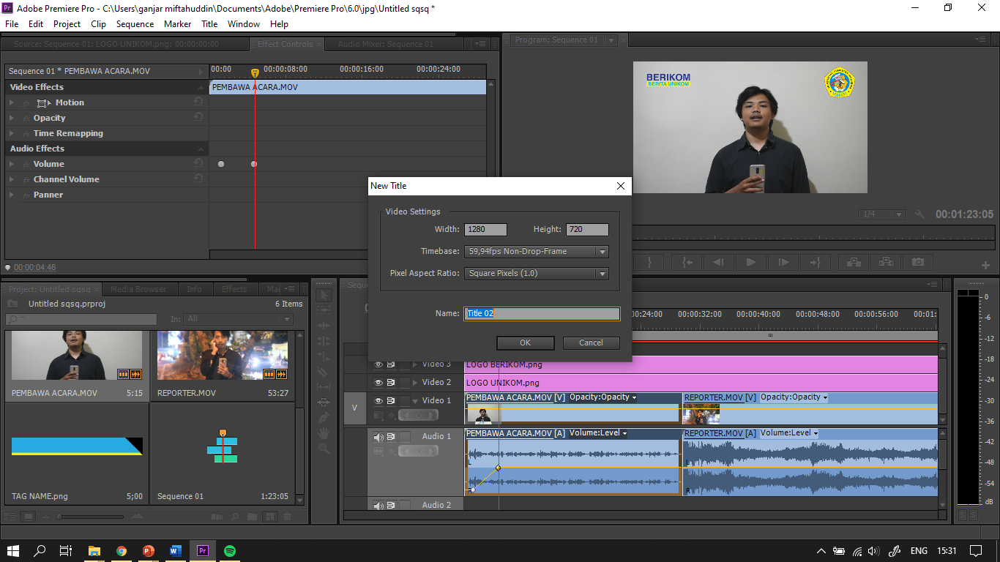 Adobe Premiere Pro - C:\Users\ganjar miftahuddin\Documents\Adobe\Premiere Pro\6.0\jpg\Untitled sqsq *
File Edit Project Clip Sequence Marker Title Window Help
Source: Sequence 01: LOGO UNIKOM.png: 00:00:00:00 Effect Controls Audio Mixer: Sequence 01
Program: Sequence 01
Sequence 01 * PEMBAWA ACARA.MOV
00:00 00:00:08:00 00:00:16:00 00:00:24:00
Video Effects
PEMBAWA ACARA.MOV
Motion
Opacity
Time Remapping
Audio Effects
Volume
Channel Volume
Panner
00:00:04:46
BERIKOM
BERITA UNIKOM
1/4 00:01:23:05
New Title
Video Settings
Width: 1280 Height: 720
Timebase: 59,94fps Non-Drop-Frame
Pixel Aspect Ratio: Square Pixels (1.0)
Name: Title 02
OK Cancel
Project: Untitled sqsq Media Browser Info Effects Ma
Untitled sqsq.prproj 6 Items
In: All
PEMBAWA ACARA.MOV 5:15
REPORTER.MOV 53:27
TAG NAME.png 5;00
Sequence 01 1:23:05
Seque
00:24:00 00:00:32:00 00:00:40:00 00:00:48:00 00:00:56:00 00:01:
Video 3 LOGO BERIKOM.png
Video 2 LOGO UNIKOM.png
V Video 1 PEMBAWA ACARA.MOV [V] Opacity:Opacity REPORTER.MOV [V] Opacity:Opacity
Audio 1 PEMBAWA ACARA.MOV [A] Volume:Level REPORTER.MOV [A] Volume:Level
L L
R
Audio 2
0
-6
-12
-18
-24
-30
-36
-42
-48
-54
dB
S S
ENG 15:31